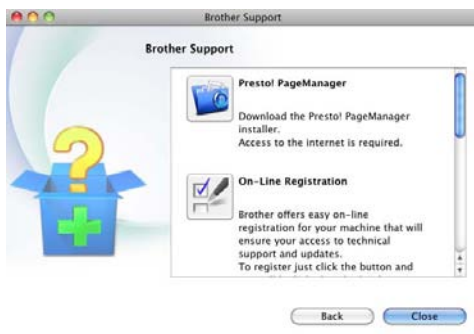 Brother Support
Brother Support
Presto! PageManager
Download the Presto! PageManager
installer.
Access to the internet is required.
On-Line Registration
Brother offers easy on-line
registration for your machine that will
ensure your access to technical
support and updates.
To register just click the button and
Back
Close